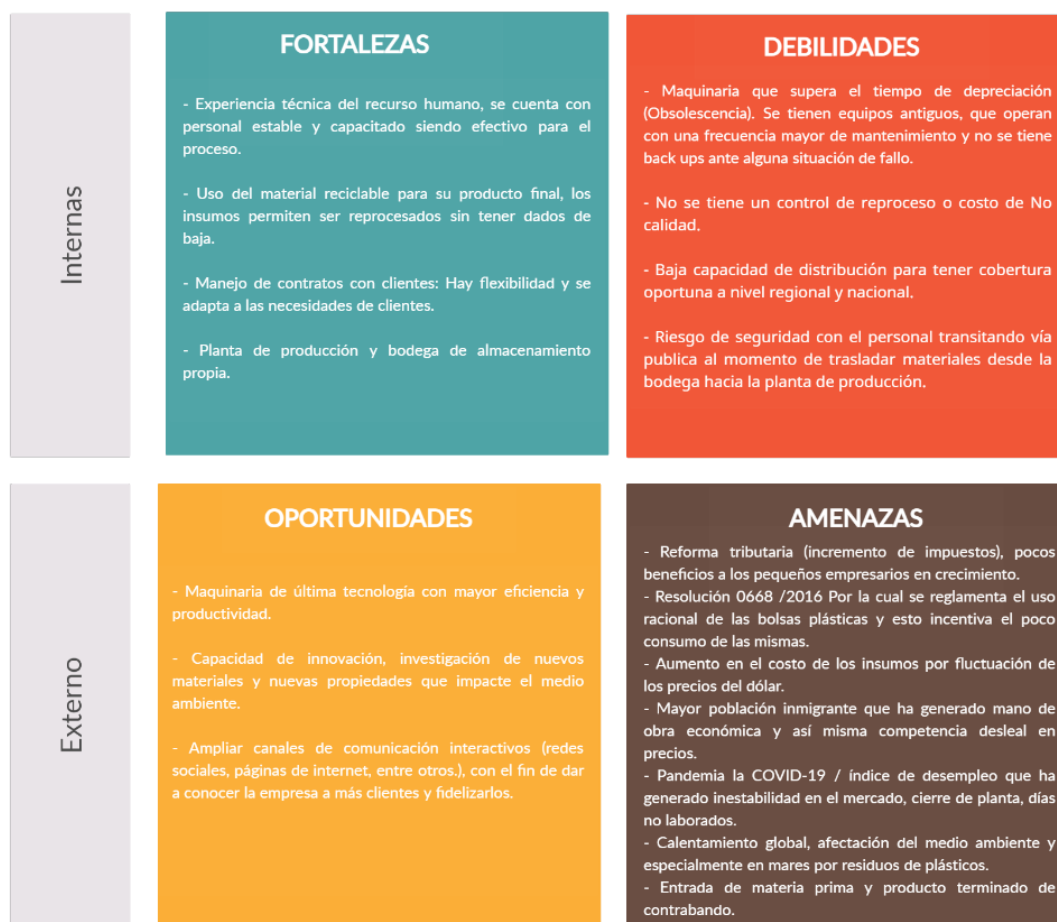 Internas
FORTALEZAS
- Experiencia técnica del recurso humano, se cuenta con
personal estable y capacitado siendo efectivo para el
proceso.
- Uso del material reciclable para su producto final, los
insumos permiten ser reprocesados sin tener dados de
baja.
- Manejo de contratos con clientes: Hay flexibilidad y se
adapta a las necesidades de clientes.
- Planta de producción y bodega de almacenamiento
propia.
DEBILIDADES
- Maquinaria que supera el tiempo de depreciación
(Obsolescencia). Se tienen equipos antiguos, que operan
con una frecuencia mayor de mantenimiento y no se tiene
back ups ante alguna situación de fallo.
- No se tiene un control de reproceso o costo de No
calidad.
- Baja capacidad de distribución para tener cobertura
oportuna a nivel regional y nacional.
- Riesgo de seguridad con el personal transitando vía
publica al momento de trasladar materiales desde la
bodega hacia la planta de producción.
Externo
OPORTUNIDADES
- Maquinaria de última tecnología con mayor eficiencia y
productividad.
- Capacidad de innovación, investigación de nuevos
materiales y nuevas propiedades que impacte el medio
ambiente.
- Ampliar canales de comunicación interactivos (redes
sociales, páginas de internet, entre otros.), con el fin de dar
a conocer la empresa a más clientes y fidelizarlos.
AMENAZAS
- Reforma tributaria (incremento de impuestos), pocos
beneficios a los pequeños empresarios en crecimiento.
- Resolución 0668 /2016 Por la cual se reglamenta el uso
racional de las bolsas plásticas y esto incentiva el poco
consumo de las mismas.
- Aumento en el costo de los insumos por fluctuación de
los precios del dólar.
- Mayor población inmigrante que ha generado mano de
obra económica y así misma competencia desleal en
precios.
- Pandemia la COVID-19 / índice de desempleo que ha
generado inestabilidad en el mercado, cierre de planta, días
no laborados.
- Calentamiento global, afectación del medio ambiente y
especialmente en mares por residuos de plásticos.
- Entrada de materia prima y producto terminado de
contrabando.